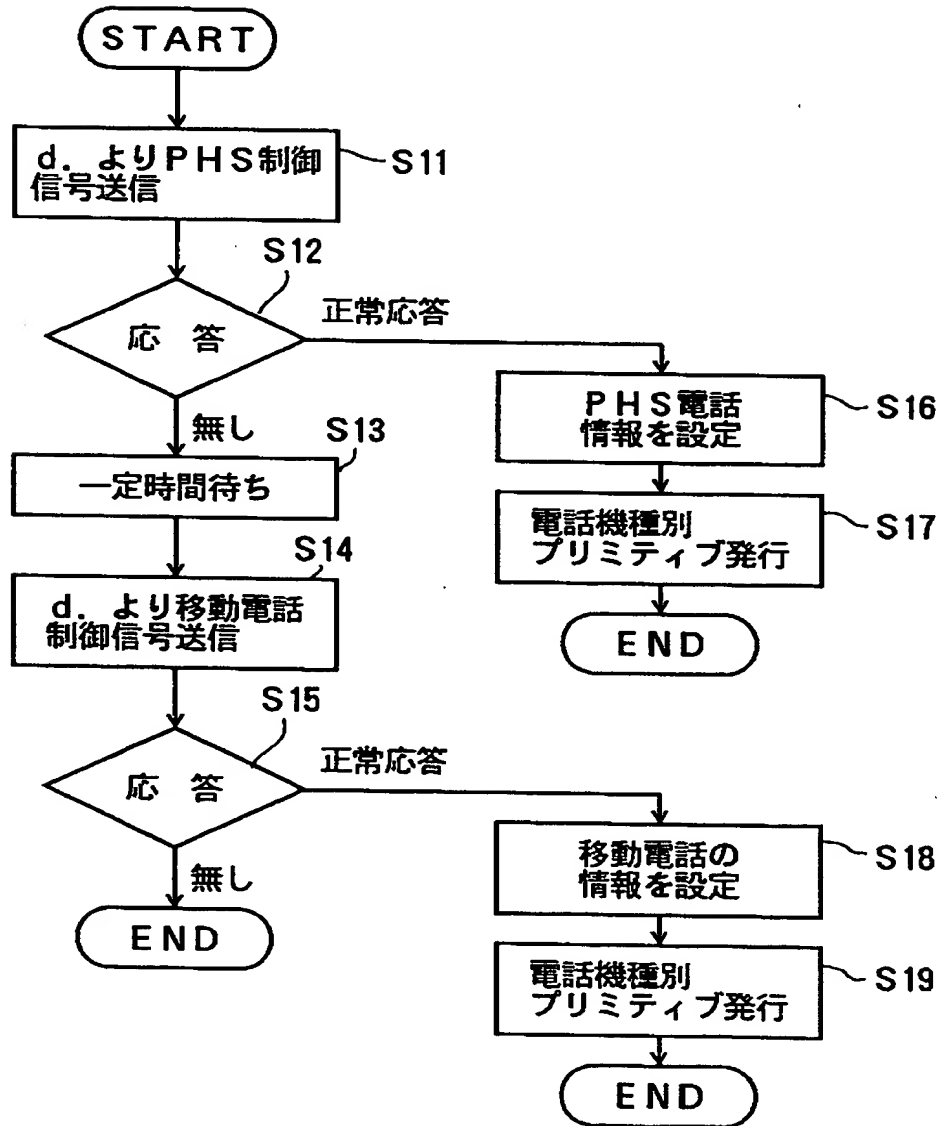 START
d．よりPHS制御
信号送信
S11
S12
応 答
正常応答
無し
S13
一定時間待ち
S14
d．より移動電話
制御信号送信
S15
応 答
正常応答
無し
END
PHS電話
情報を設定
S16
電話機種別
プリミティブ発行
S17
END
移動電話の
情報を設定
S18
電話機種別
プリミティブ発行
S19
END